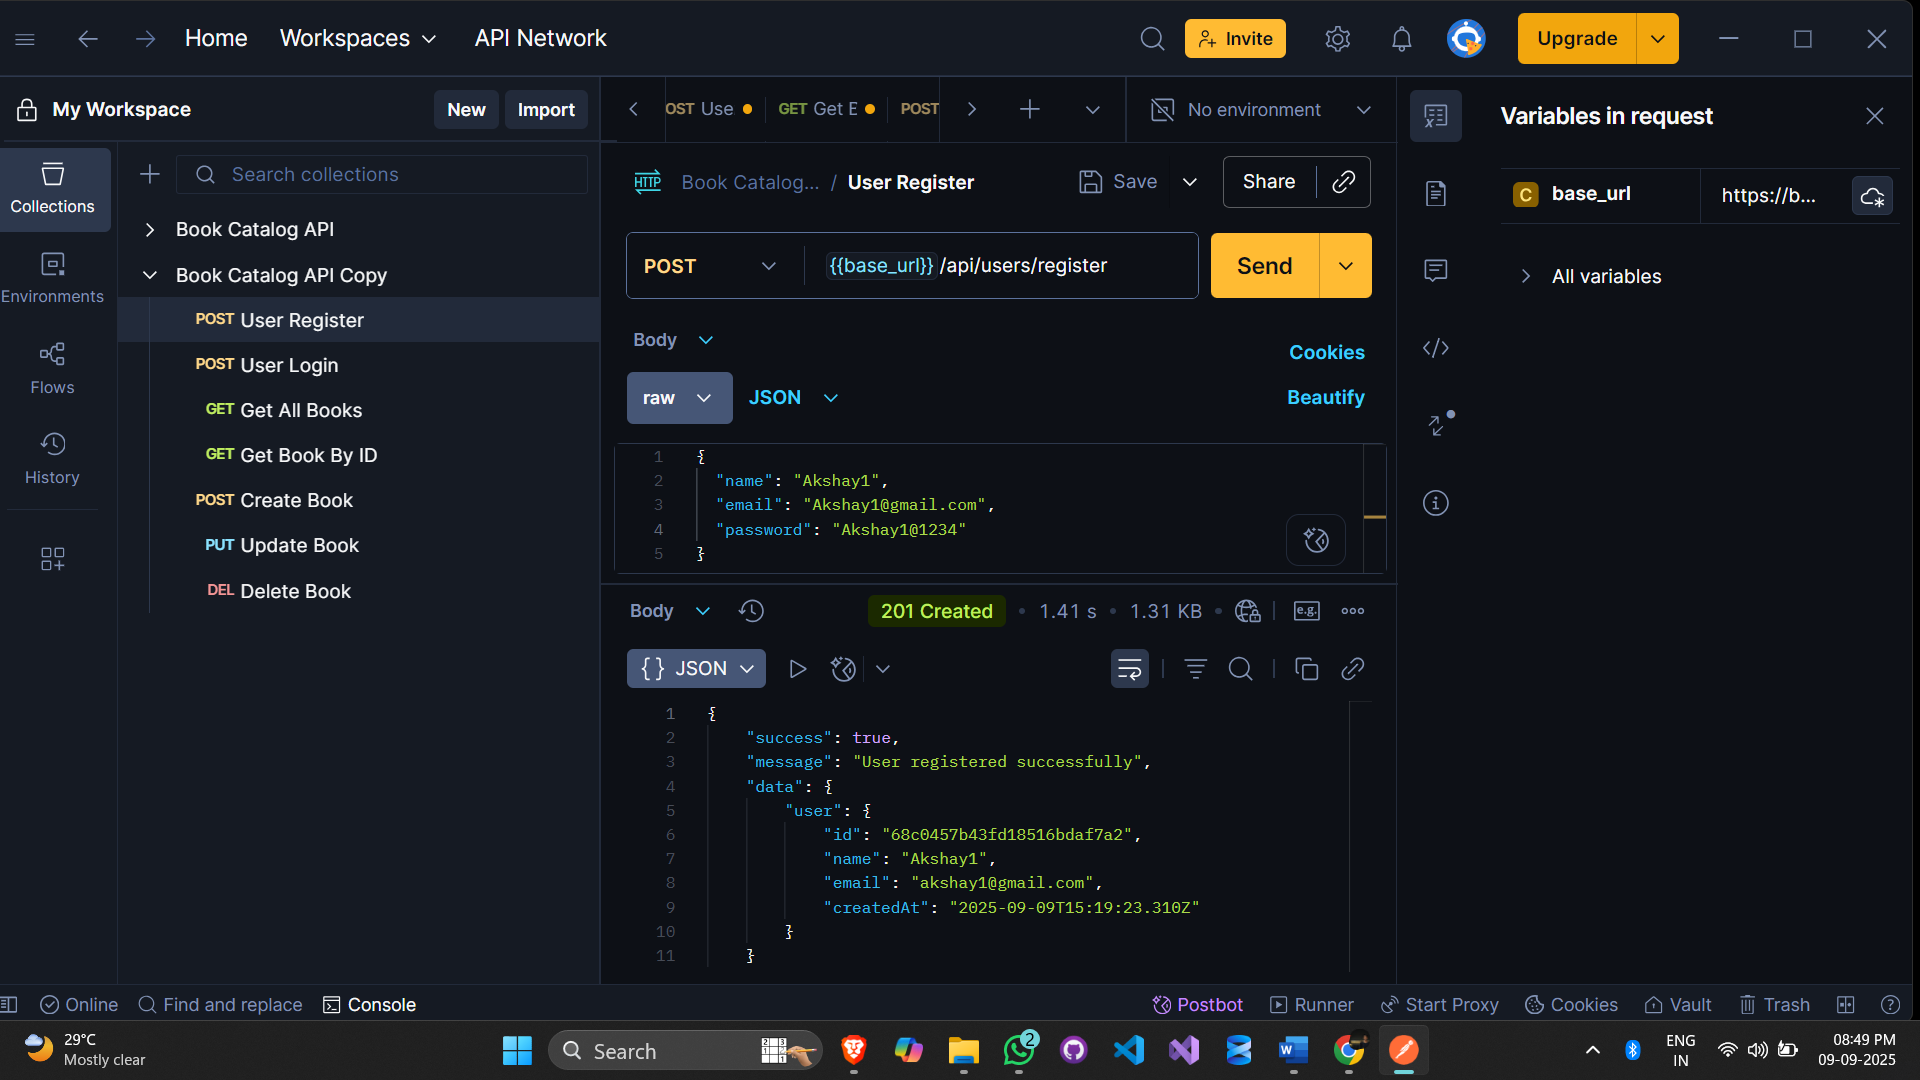 Home
Workspaces
API Network
Invite
Upgrade
My Workspace
New
Import
OST Use
GET Get E
POST
No environment
Variables in request
Collections
Search collections
HTTP
Book Catalog... / User Register
Save
Share
C base_url
https://b...
Book Catalog API
POST
{{base_url}} /api/users/register
Send
Environments
Book Catalog API Copy
All variables
POST User Register
POST User Login
GET Get All Books
GET Get Book By ID
POST Create Book
PUT Update Book
DEL Delete Book
Flows
History
Body
Cookies
raw
JSON
Beautify
1 {
2 "name": "Akshay1",
3 "email": "Akshay1@gmail.com",
4 "password": "Akshay1@1234"
5 }
Body
201 Created • 1.41 s • 1.31 KB •
e.g.
{} JSON
1 {
2 "success": true,
3 "message": "User registered successfully",
4 "data": {
5 "user": {
6 "id": "68c0457b43fd18516bdaf7a2",
7 "name": "Akshay1",
8 "email": "akshay1@gmail.com",
9 "createdAt": "2025-09-09T15:19:23.310Z"
10 }
11 }
Online
Find and replace
Console
Postbot
Runner
Start Proxy
Cookies
Vault
Trash
29°C
Mostly clear
Search
2
ENG
IN
08:49 PM
09-09-2025